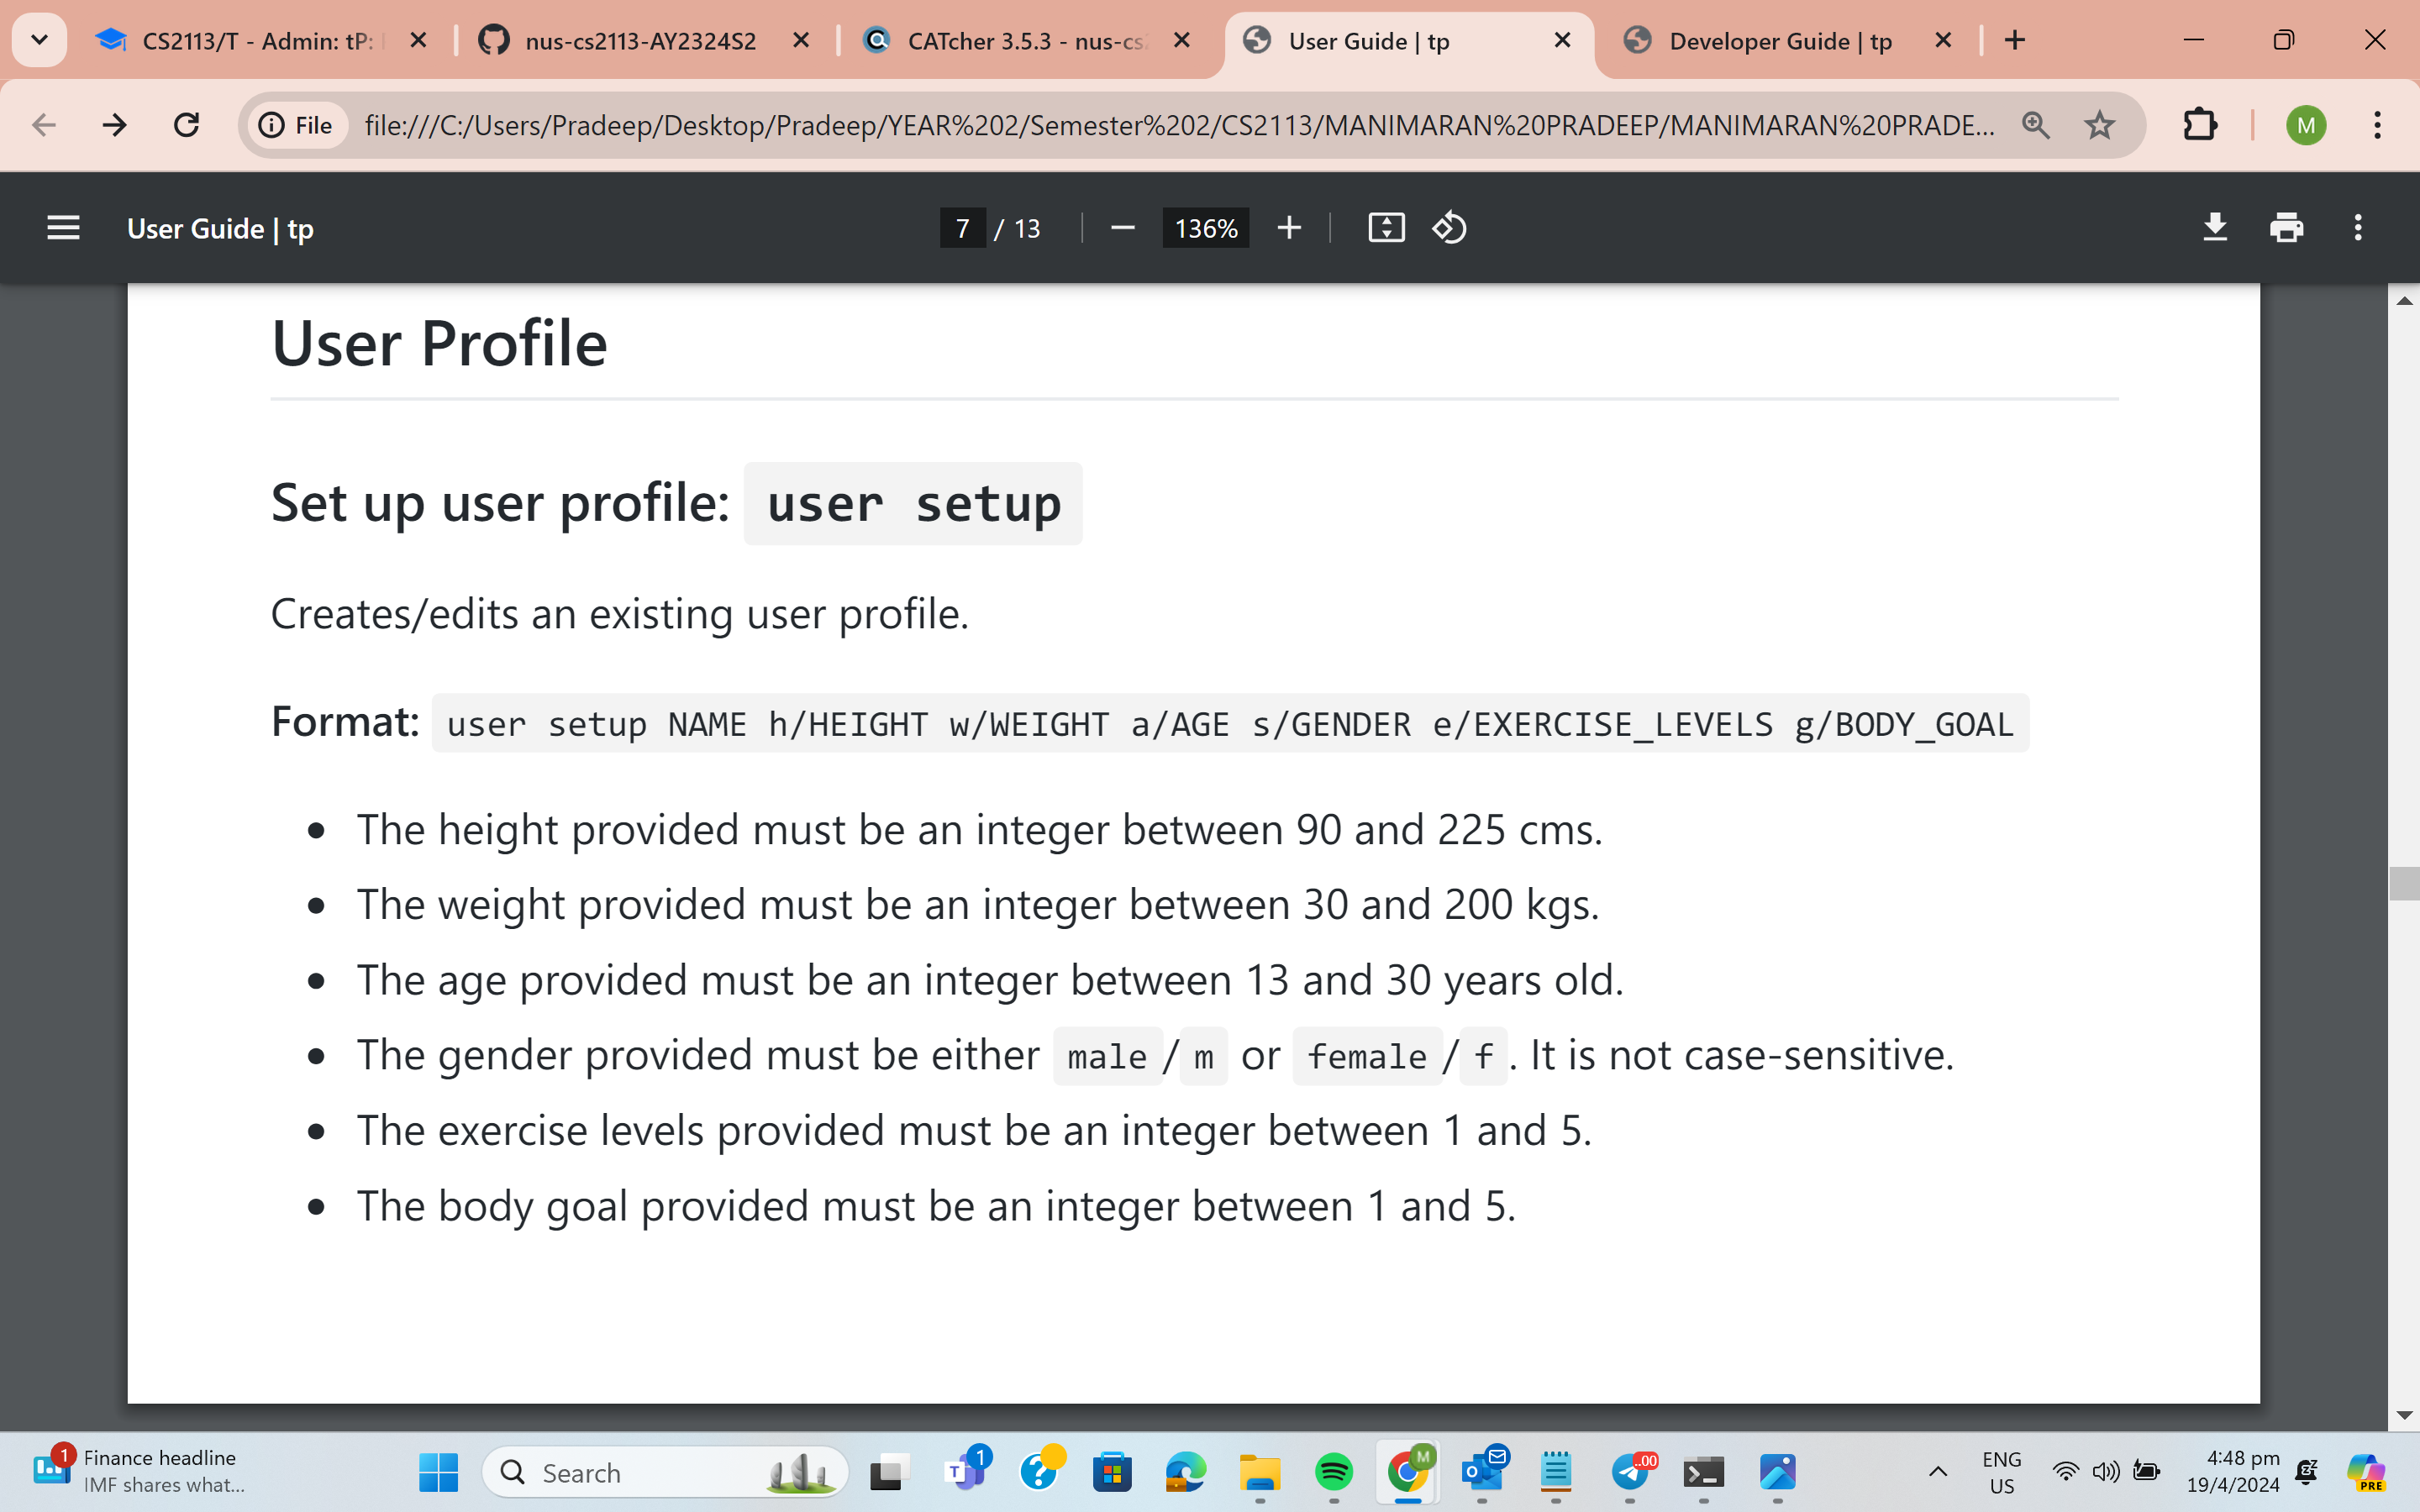 CS2113/T - Admin: tP:
nus-cs2113-AY2324S2
CATcher 3.5.3 - nus-cs
User Guide | tp
Developer Guide | tp
File
file:///C:/Users/Pradeep/Desktop/Pradeep/YEAR%202/Semester%202/CS2113/MANIMARAN%20PRADEEP/MANIMARAN%20PRADE...
M
User Guide | tp
7 / 13
136%
User Profile
Set up user profile: user setup
Creates/edits an existing user profile.
Format: user setup NAME h/HEIGHT w/WEIGHT a/AGE s/GENDER e/EXERCISE_LEVELS g/BODY_GOAL
• The height provided must be an integer between 90 and 225 cms.
• The weight provided must be an integer between 30 and 200 kgs.
• The age provided must be an integer between 13 and 30 years old.
• The gender provided must be either male / m or female / f . It is not case-sensitive.
• The exercise levels provided must be an integer between 1 and 5.
• The body goal provided must be an integer between 1 and 5.
1
Finance headline
IMF shares what...
Search
1
M
.00
ENG
US
4:48 pm
19/4/2024
PRE